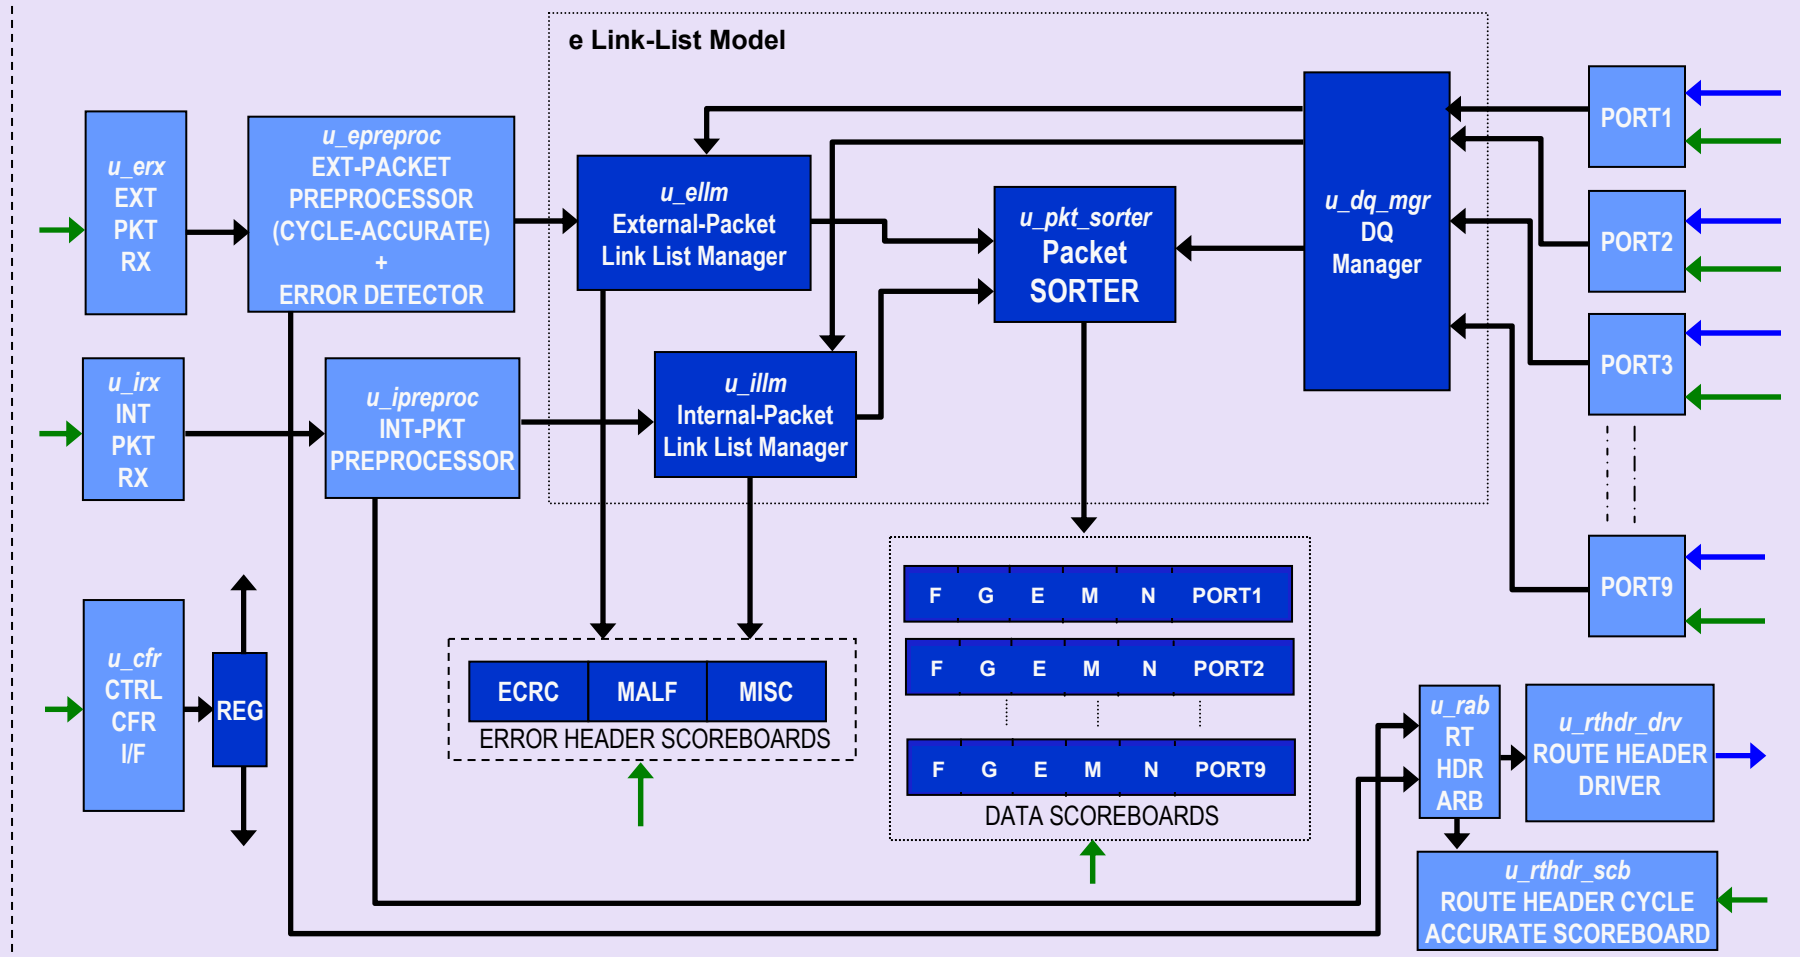 e Link-List Model
u_erx
EXT
PKT
RX
u_epreproc
EXT-PACKET
PREPROCESSOR
(CYCLE-ACCURATE)
+
ERROR DETECTOR
u_ellm
External-Packet
Link List Manager
u_pkt_sorter
Packet
SORTER
u_dq_mgr
DQ
Manager
PORT1
PORT2
PORT3
PORT9
u_irx
INT
PKT
RX
u_ipreproc
INT-PKT
PREPROCESSOR
u_illm
Internal-Packet
Link List Manager
u_cfr
CTRL
CFR
I/F
REG
ECRC MALF MISC
ERROR HEADER SCOREBOARDS
F G E M N PORT1
F G E M N PORT2
F G E M N PORT9
DATA SCOREBOARDS
u_rab
RT
HDR
ARB
u_rthdr_drv
ROUTE HEADER
DRIVER
u_rthdr_scb
ROUTE HEADER CYCLE
ACCURATE SCOREBOARD